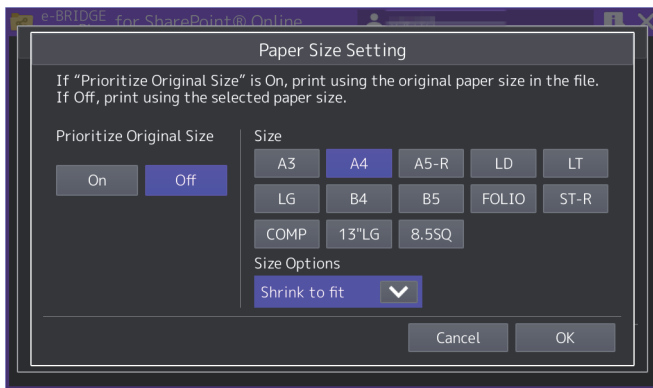 e-BRIDGE
for SharePoint® Online
Paper Size Setting
If “Prioritize Original Size” is On, print using the original paper size in the file.
If Off, print using the selected paper size.
Prioritize Original Size
On Off
Size
A3 A4 A5-R LD LT
LG B4 B5 FOLIO ST-R
COMP 13"LG 8.5SQ
Size Options
Shrink to fit
Cancel OK